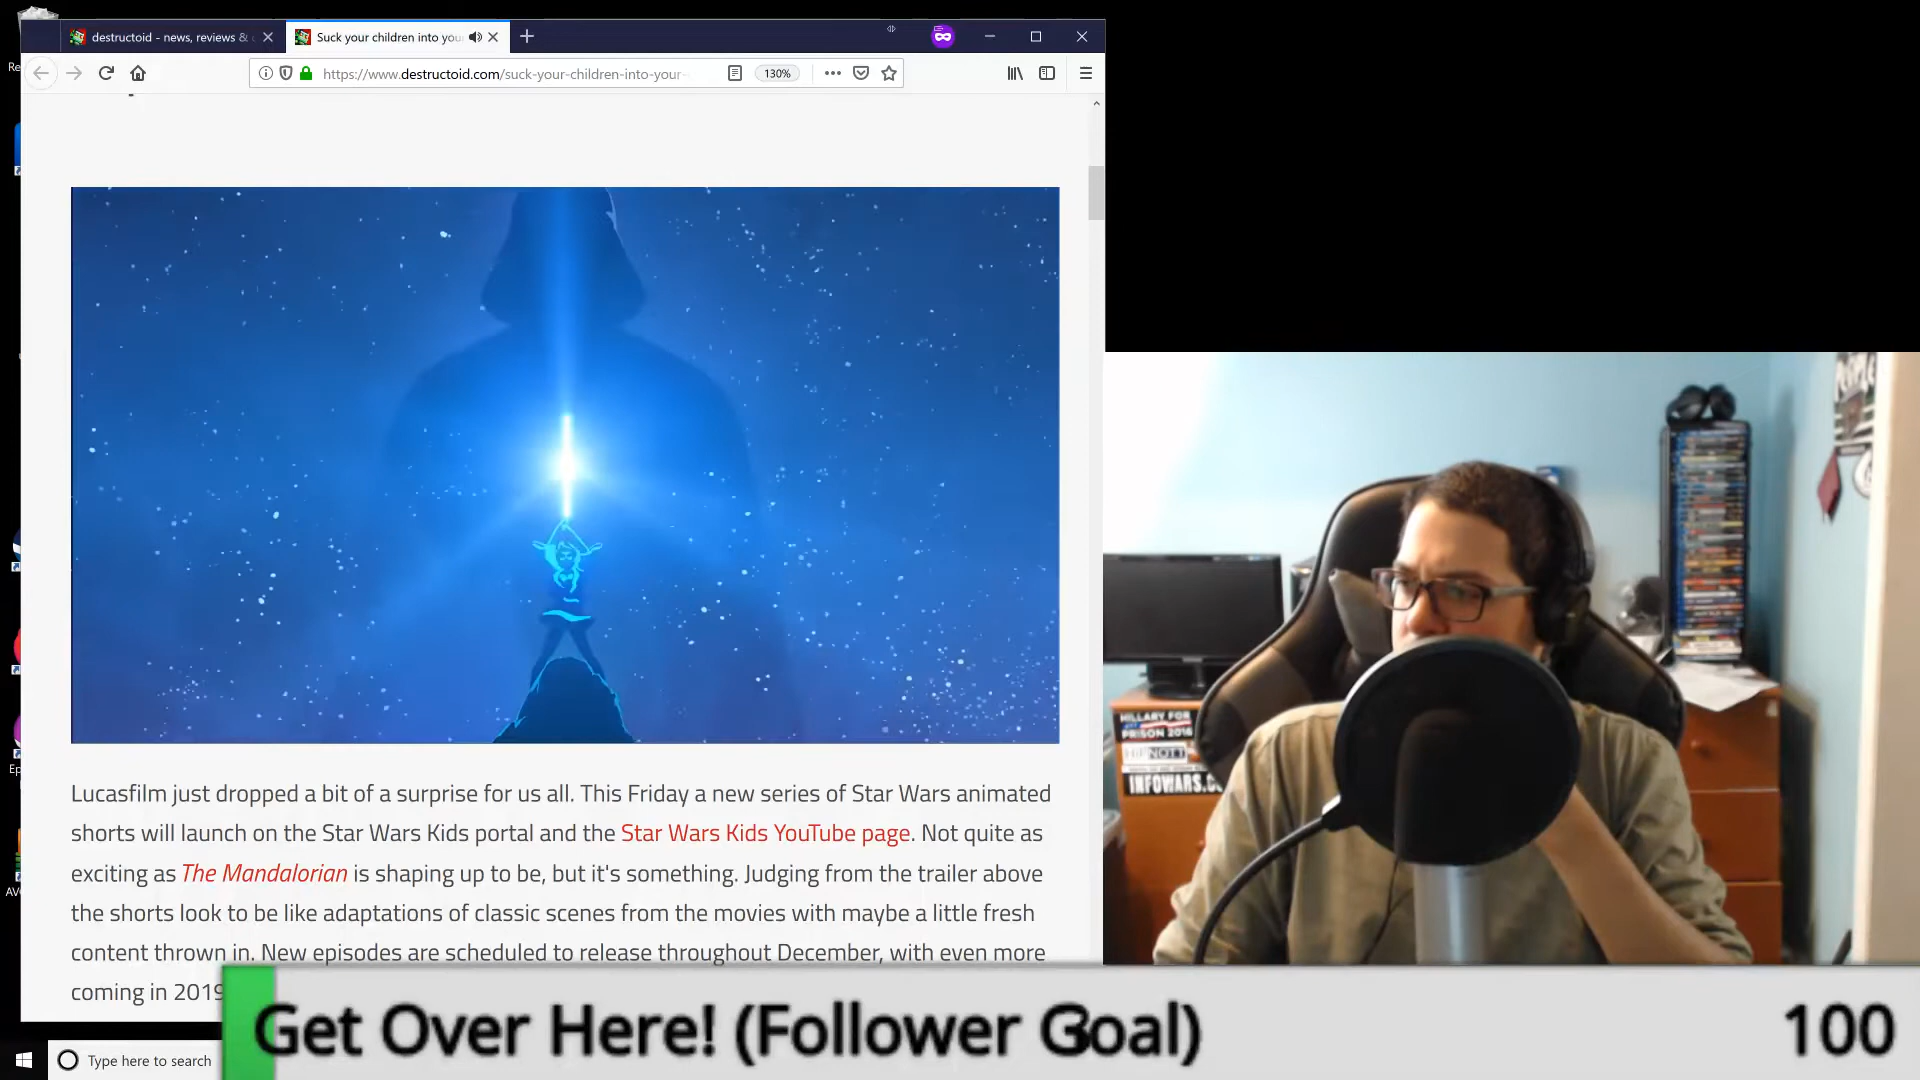 destructoid - news, reviews &
Suck your children into you
https://www.destructoid.com/suck-your-children-into-your-
130%
Lucasfilm just dropped a bit of a surprise for us all. This Friday a new series of Star Wars animated
shorts will launch on the Star Wars Kids portal and the Star Wars Kids YouTube page. Not quite as
exciting as The Mandalorian is shaping up to be, but it's something. Judging from the trailer above
the shorts look to be like adaptations of classic scenes from the movies with maybe a little fresh
content thrown in. New episodes are scheduled to release throughout December, with even more
coming in 2019
HILLARY FOR
PRISON 2016
INFOWARS.C
Get Over Here! (Follower Goal)
3
100
Type here to search